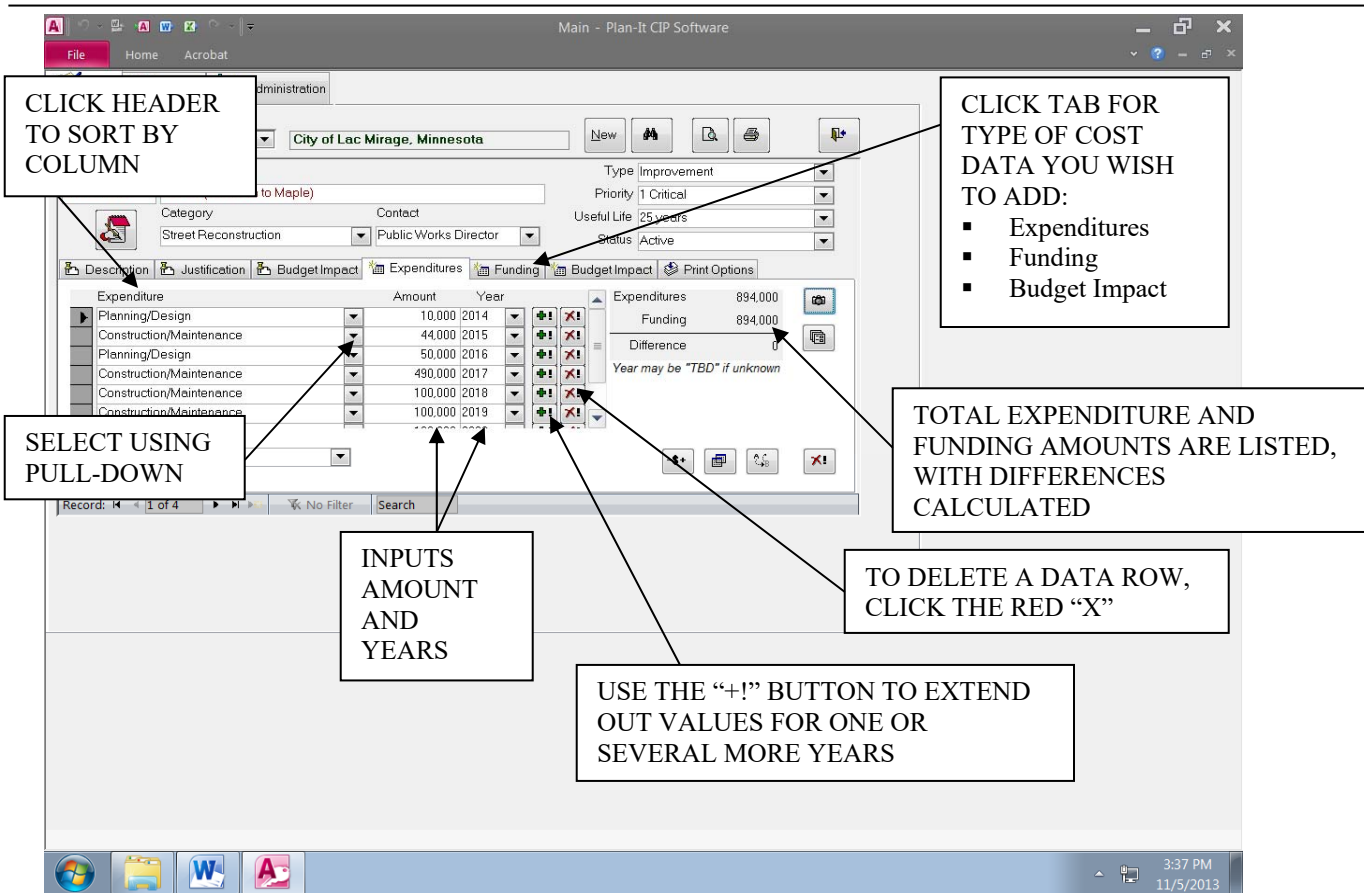 Main - Plan-It CIP Software
File Home Acrobat
dministration
CLICK HEADER
TO SORT BY
COLUMN
City of Lac Mirage, Minnesota
New
CLICK TAB FOR
TYPE OF COST
DATA YOU WISH
TO ADD:
▪ Expenditures
▪ Funding
▪ Budget Impact
Type Improvement
to Maple)
Priority 1 Critical
Category Contact
Useful Life 25 years
Street Reconstruction Public Works Director
Status Active
Description Justification Budget Impact Expenditures Funding Budget Impact Print Options
Expenditure Amount Year
Planning/Design 10,000 2014
Construction/Maintenance 44,000 2015
Planning/Design 50,000 2016
Construction/Maintenance 490,000 2017
Construction/Maintenance 100,000 2018
Construction/Maintenance 100,000 2019
Expenditures 894,000
Funding 894,000
Difference 0
Year may be "TBD" if unknown
SELECT USING
PULL-DOWN
TOTAL EXPENDITURE AND
FUNDING AMOUNTS ARE LISTED,
WITH DIFFERENCES
CALCULATED
Record: 1 of 4 No Filter Search
INPUTS
AMOUNT
AND
YEARS
TO DELETE A DATA ROW,
CLICK THE RED “X”
USE THE “+!” BUTTON TO EXTEND
OUT VALUES FOR ONE OR
SEVERAL MORE YEARS
3:37 PM
11/5/2013